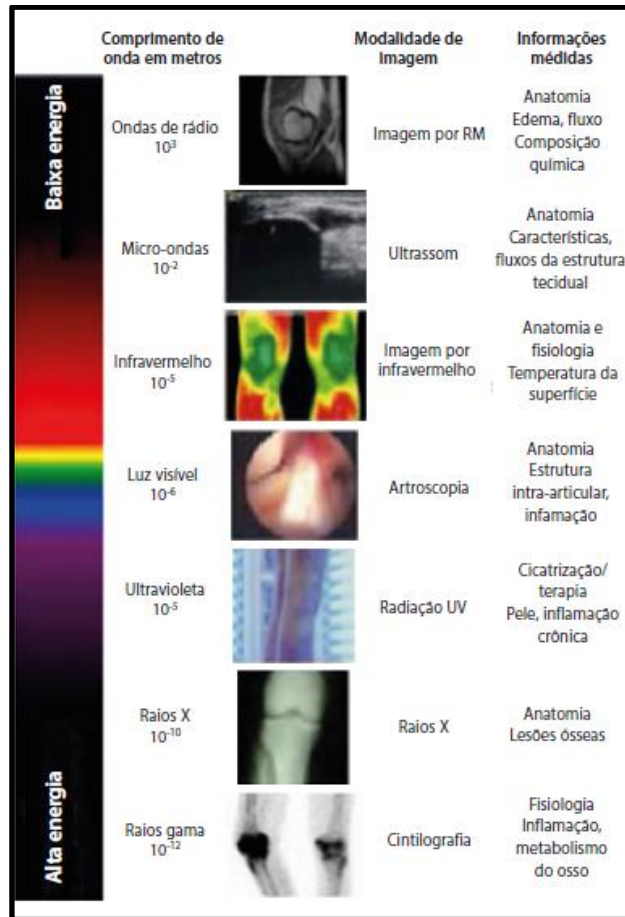 Comprimento de
onda em metros
Modalidade de
imagem
Informações
médidas
Baixa energia
Ondas de rádio
10³
Imagem por RM
Anatomia
Edema, fluxo
Composição
química
Micro-ondas
10⁻²
Ultrassom
Anatomia
Características,
fluxos da estrutura
tecidual
Infravermelho
10⁻⁵
Imagem por
infravermelho
Anatomia e
fisiologia
Temperatura da
superfície
Luz visível
10⁻⁶
Artroscopia
Anatomia
Estrutura
intra-articular,
infamação
Ultravioleta
10⁻⁵
Radiação UV
Cicatrização/
terapia
Pele, inflamação
crônica
Raios X
10⁻¹⁰
Raios X
Anatomia
Lesões ósseas
Alta energia
Raios gama
10⁻¹²
Cintilografia
Fisiologia
Inflamação,
metabolismo
do osso